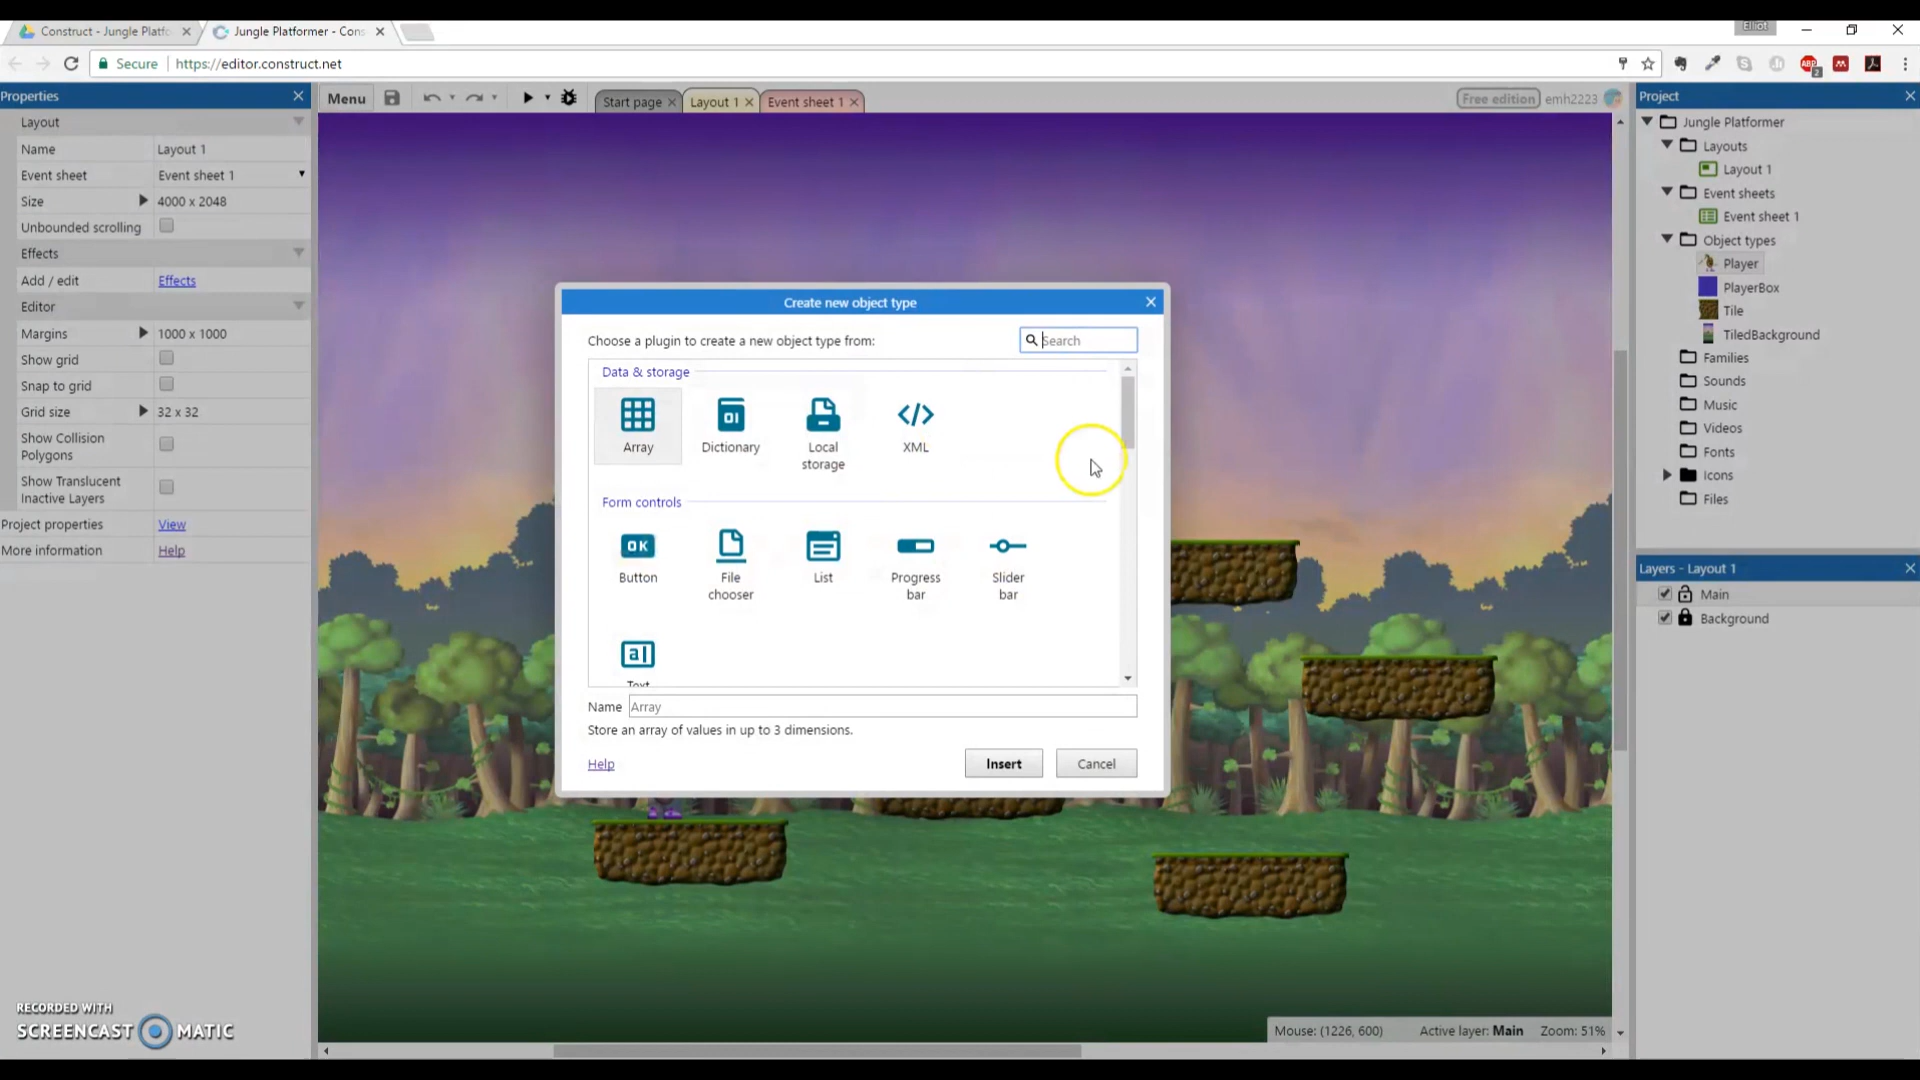 Construct - Jungle Platfo
Jungle Platformer - Cons
Elliot
Secure
https://editor.construct.net
ABP
2
Properties
Layout
Name Layout 1
Event sheet Event sheet 1
Size 4000 x 2048
Unbounded scrolling
Effects
Add / edit Effects
Editor
Margins 1000 x 1000
Show grid
Snap to grid
Grid size 32 x 32
Show Collision
Polygons
Show Translucent
Inactive Layers
Project properties View
More information Help
Menu
Start page
Layout 1
Event sheet 1
Free edition
emh2223
Create new object type
Choose a plugin to create a new object type from:
Search
Data & storage
Array
Dictionary
Local
storage
XML
Form controls
OK
Button
File
chooser
List
Progress
bar
Slider
bar
Text
Name Array
Store an array of values in up to 3 dimensions.
Help
Insert
Cancel
Project
Jungle Platformer
Layouts
Layout 1
Event sheets
Event sheet 1
Object types
Player
PlayerBox
Tile
TiledBackground
Families
Sounds
Music
Videos
Fonts
Icons
Files
Layers - Layout 1
Main
Background
Mouse: (1226, 600) Active layer: Main Zoom: 51%
RECORDED WITH
SCREENCAST MATIC